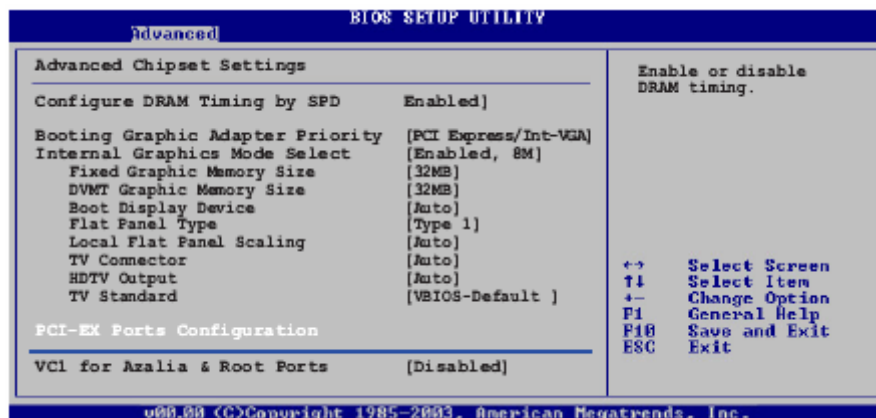 BIOS SETUP UTILITY
Advanced
Advanced Chipset Settings
Configure DRAM Timing by SPD Enabled]
Booting Graphic Adapter Priority [PCI Express/Int-VGA]
Internal Graphics Mode Select [Enabled, 8M]
Fixed Graphic Memory Size [32MB]
DVMT Graphic Memory Size [32MB]
Boot Display Device [Auto]
Flat Panel Type [Type 1]
Local Flat Panel Scaling [Auto]
TV Connector [Auto]
HDTV Output [Auto]
TV Standard [VBIOS-Default ]
PCI-EX Ports Configuration
VC1 for Azalia & Root Ports [Disabled]
Enable or disable
DRAM timing.
←→ Select Screen
↑↓ Select Item
+- Change Option
F1 General Help
F10 Save and Exit
ESC Exit
v00.00 (C)Copyright 1985-2003, American Megatrends, Inc.